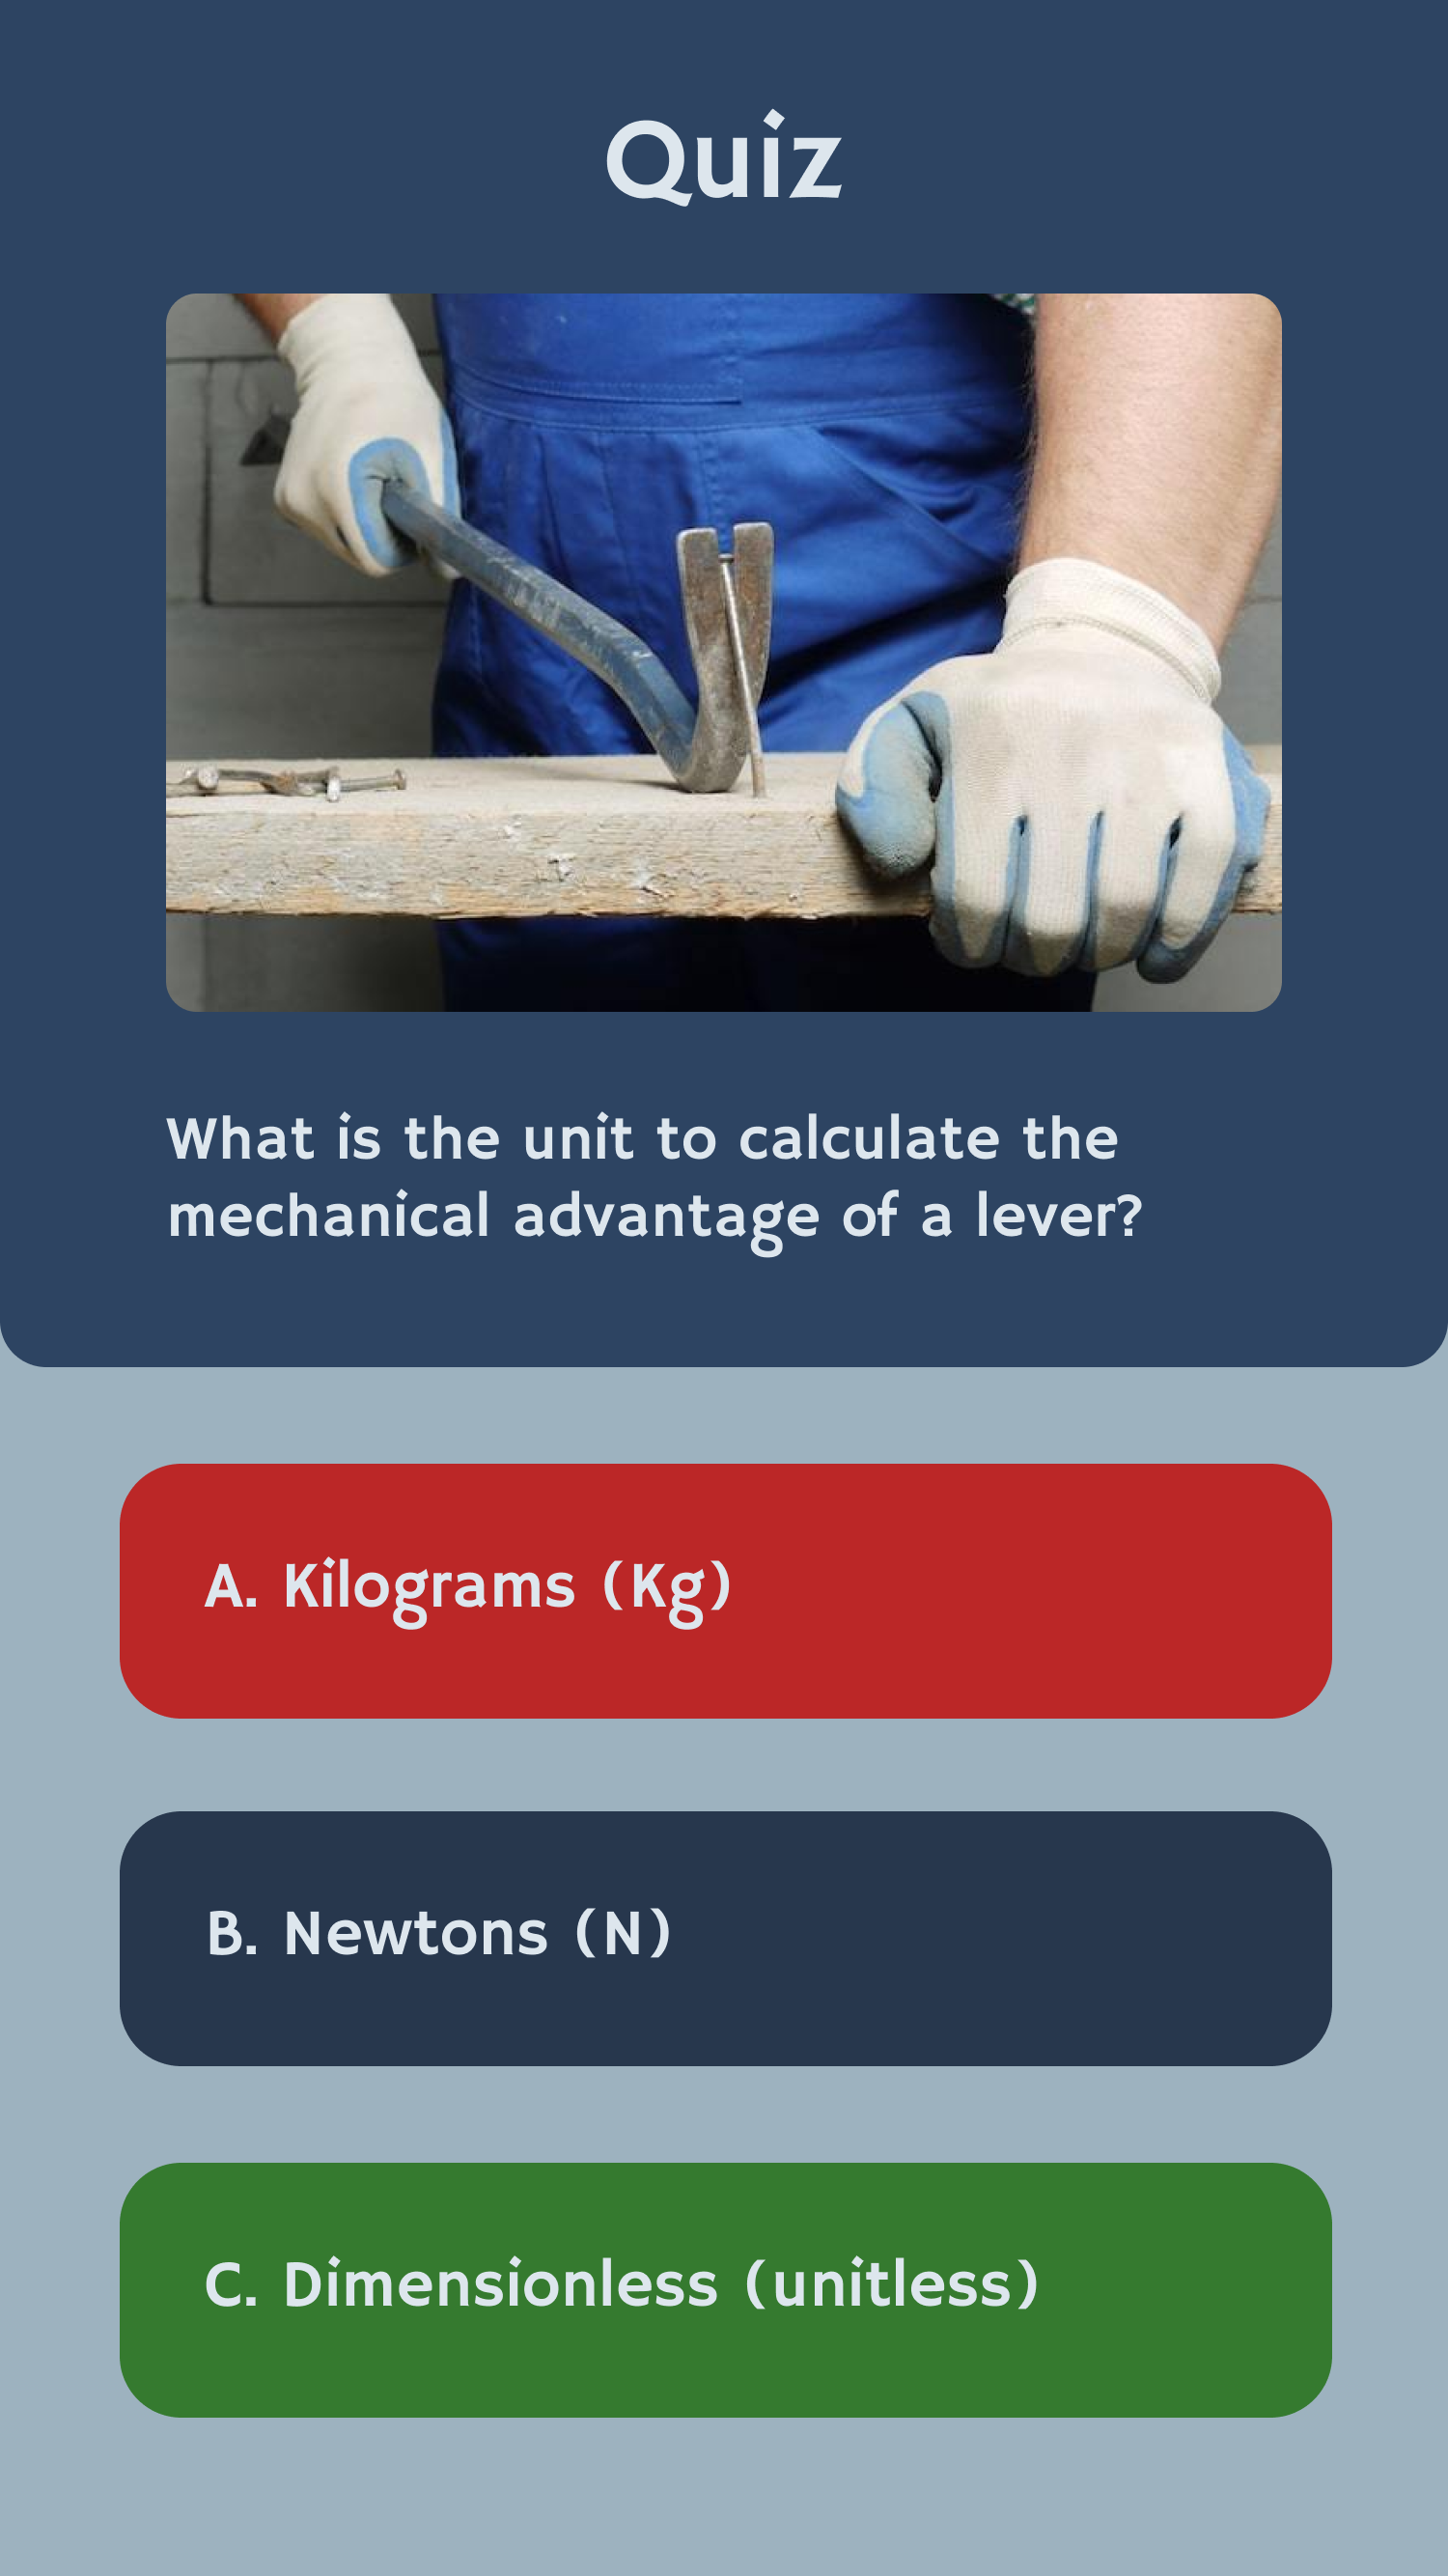 Quiz
What is the unit to calculate the
mechanical advantage of a lever?
A. Kilograms (Kg)
B. Newtons (N)
C. Dimensionless (unitless)